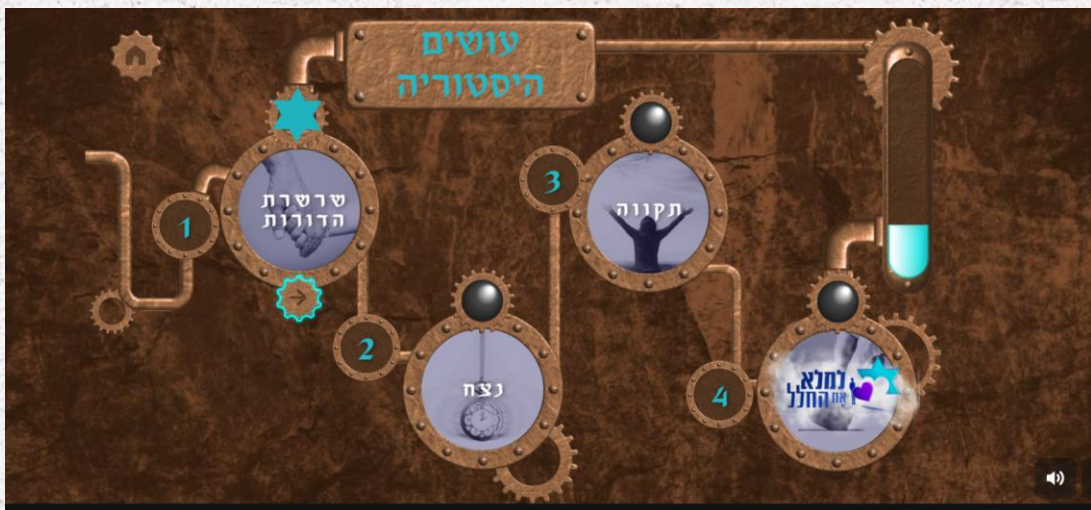 עושים
היסטוריה
1
שרשרת
הדורות
2
נצח
3
תקווה
4
למלא
את החלל